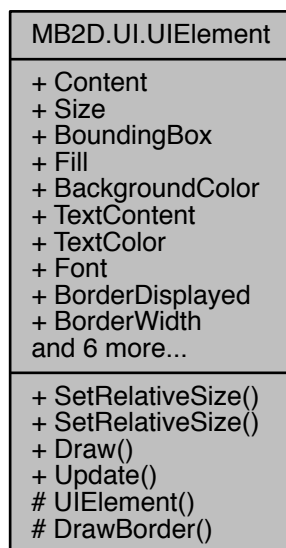 MB2D.UI.UIElement
+ Content
+ Size
+ BoundingBox
+ Fill
+ BackgroundColor
+ TextContent
+ TextColor
+ Font
+ BorderDisplayed
+ BorderWidth
and 6 more...
+ SetRelativeSize()
+ SetRelativeSize()
+ Draw()
+ Update()
# UIElement()
# DrawBorder()